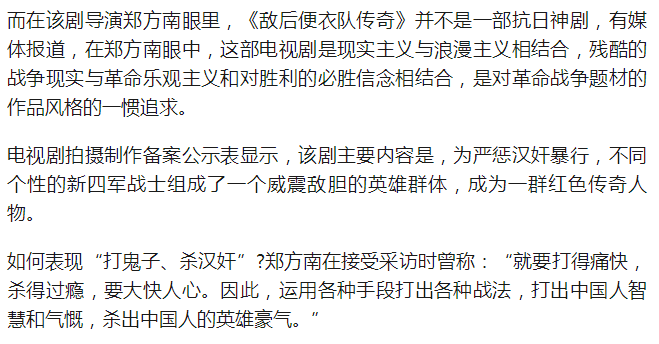 而在该剧导演郑方南眼里，《敌后便衣队传奇》并不是一部抗日神剧，有媒
体报道，在郑方南眼中，这部电视剧是现实主义与浪漫主义相结合，残酷的
战争现实与革命乐观主义和对胜利的必胜信念相结合，是对革命战争题材的
作品风格的一惯追求。
电视剧拍摄制作备案公示表显示，该剧主要内容是，为严惩汉奸暴行，不同
个性的新四军战士组成了一个威震敌胆的英雄群体，成为一群红色传奇人
物。
如何表现“打鬼子、杀汉奸”?郑方南在接受采访时曾称：“就要打得痛快，
杀得过瘾，要大快人心。因此，运用各种手段打出各种战法，打出中国人智
慧和气慨，杀出中国人的英雄豪气。”